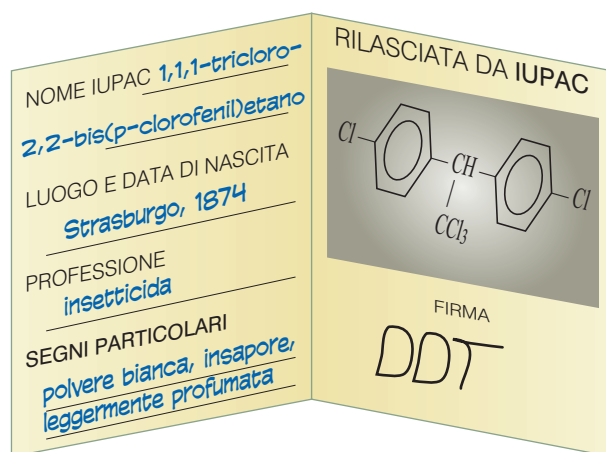 NOME IUPAC 1,1,1-tricloro-
2,2-bis(p-clorofenil)etano
LUOGO E DATA DI NASCITA
Strasburgo, 1874
PROFESSIONE
insetticida
SEGNI PARTICOLARI
polvere bianca, insapore,
leggermente profumata
RILASCIATA DA IUPAC
Cl
CH
Cl
CCl₃
FIRMA
DDT